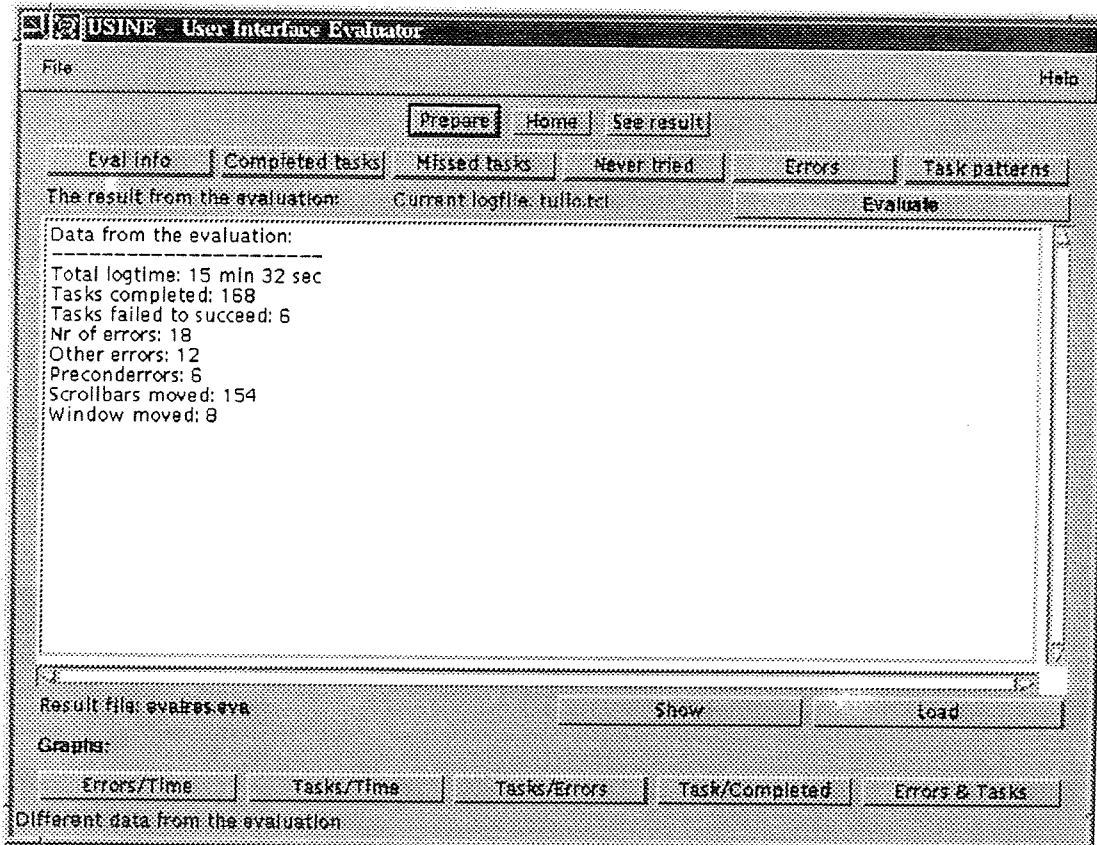 USINE - User Interface Evaluator
File Help
Prepare Home See result
Eval info Completed tasks Missed tasks Never tried Errors Task patterns
The result from the evaluation: Current logfile: tullio.tcl Evaluate
Data from the evaluation:
------------------------
Total logtime: 15 min 32 sec
Tasks completed: 168
Tasks failed to succeed: 6
Nr of errors: 18
Other errors: 12
Preconderrors: 6
Scrollbars moved: 154
Window moved: 8
Result file: evalres.eva Show Load
Graphs:
Errors/Time Tasks/Time Tasks/Errors Task/Completed Errors & Tasks
Different data from the evaluation